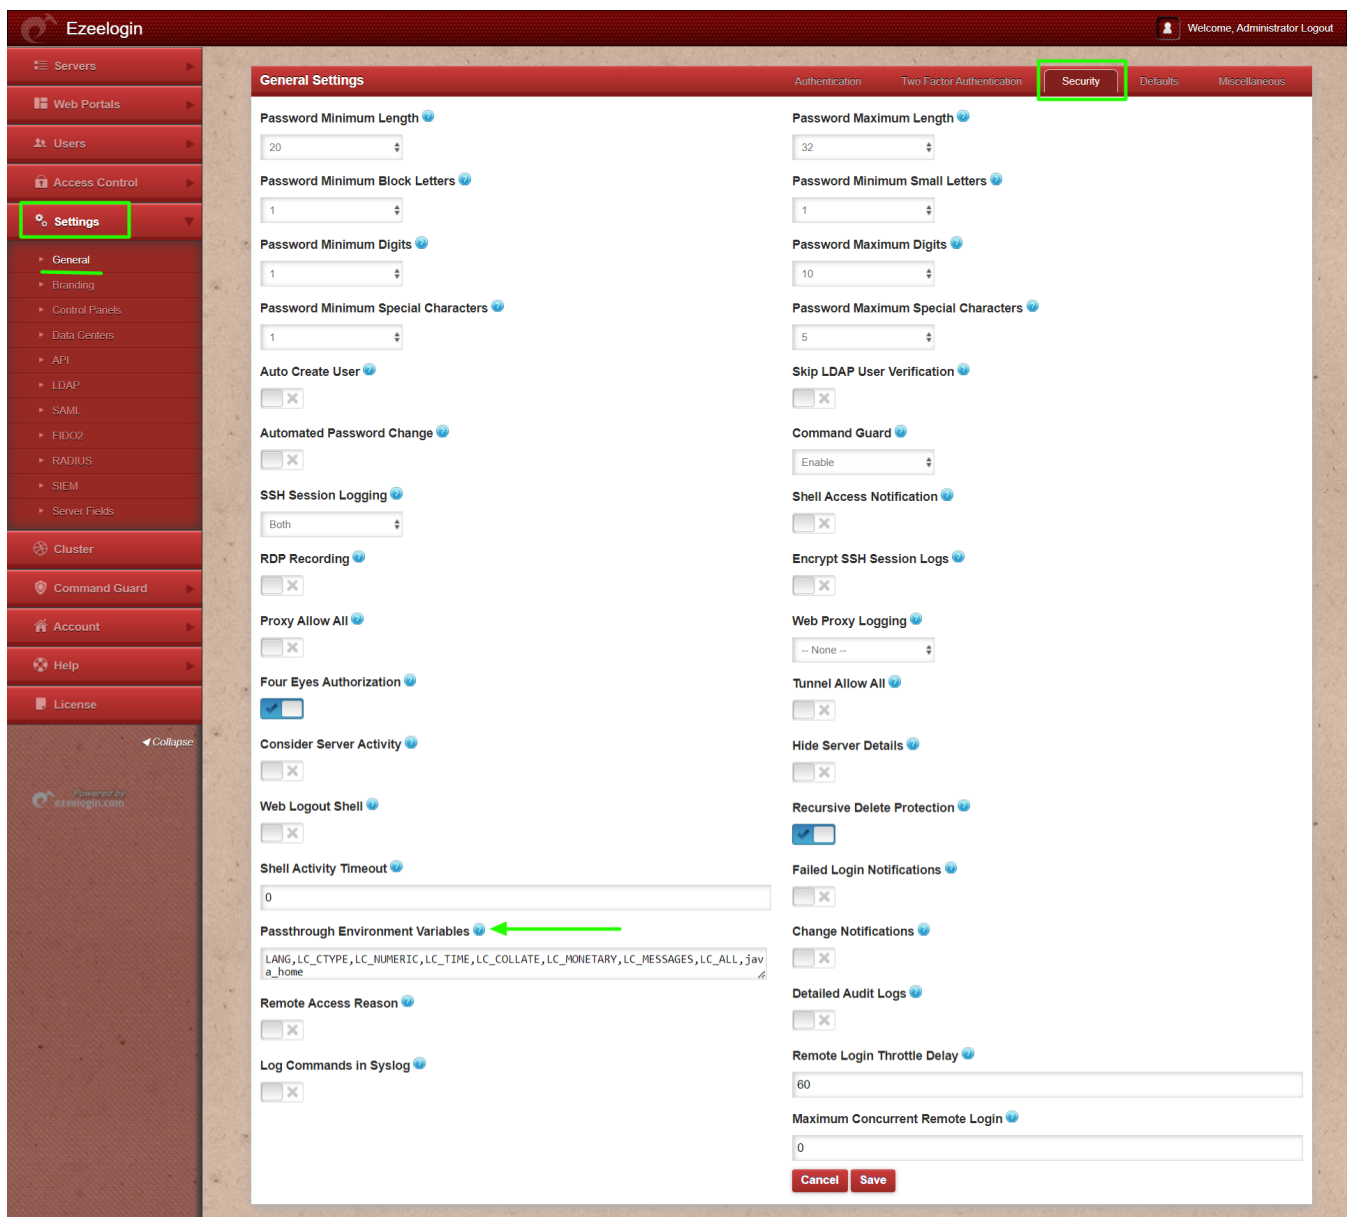 Ezeelogin
Welcome, Administrator Logout
Servers
Web Portals
Users
Access Control
Settings
General
Branding
Control Panels
Data Centers
API
LDAP
SAML
FIDO2
RADIUS
SIEM
Server Fields
Cluster
Command Guard
Account
Help
License
Collapse
Powered by
ezeelogin.com
General Settings
Authentication Two Factor Authentication Security Defaults Miscellaneous
Password Minimum Length Password Maximum Length
20 32
Password Minimum Block Letters Password Minimum Small Letters
1 1
Password Minimum Digits Password Maximum Digits
1 10
Password Minimum Special Characters Password Maximum Special Characters
1 5
Auto Create User Skip LDAP User Verification
Automated Password Change Command Guard
Enable
SSH Session Logging Shell Access Notification
Both
RDP Recording Encrypt SSH Session Logs
Proxy Allow All Web Proxy Logging
-- None --
Four Eyes Authorization Tunnel Allow All
Consider Server Activity Hide Server Details
Web Logout Shell Recursive Delete Protection
Shell Activity Timeout Failed Login Notifications
0
Passthrough Environment Variables Change Notifications
LANG,LC_CTYPE,LC_NUMERIC,LC_TIME,LC_COLLATE,LC_MONETARY,LC_MESSAGES,LC_ALL,jav
a_home
Remote Access Reason Detailed Audit Logs
Log Commands in Syslog Remote Login Throttle Delay
60
Maximum Concurrent Remote Login
0
Cancel Save